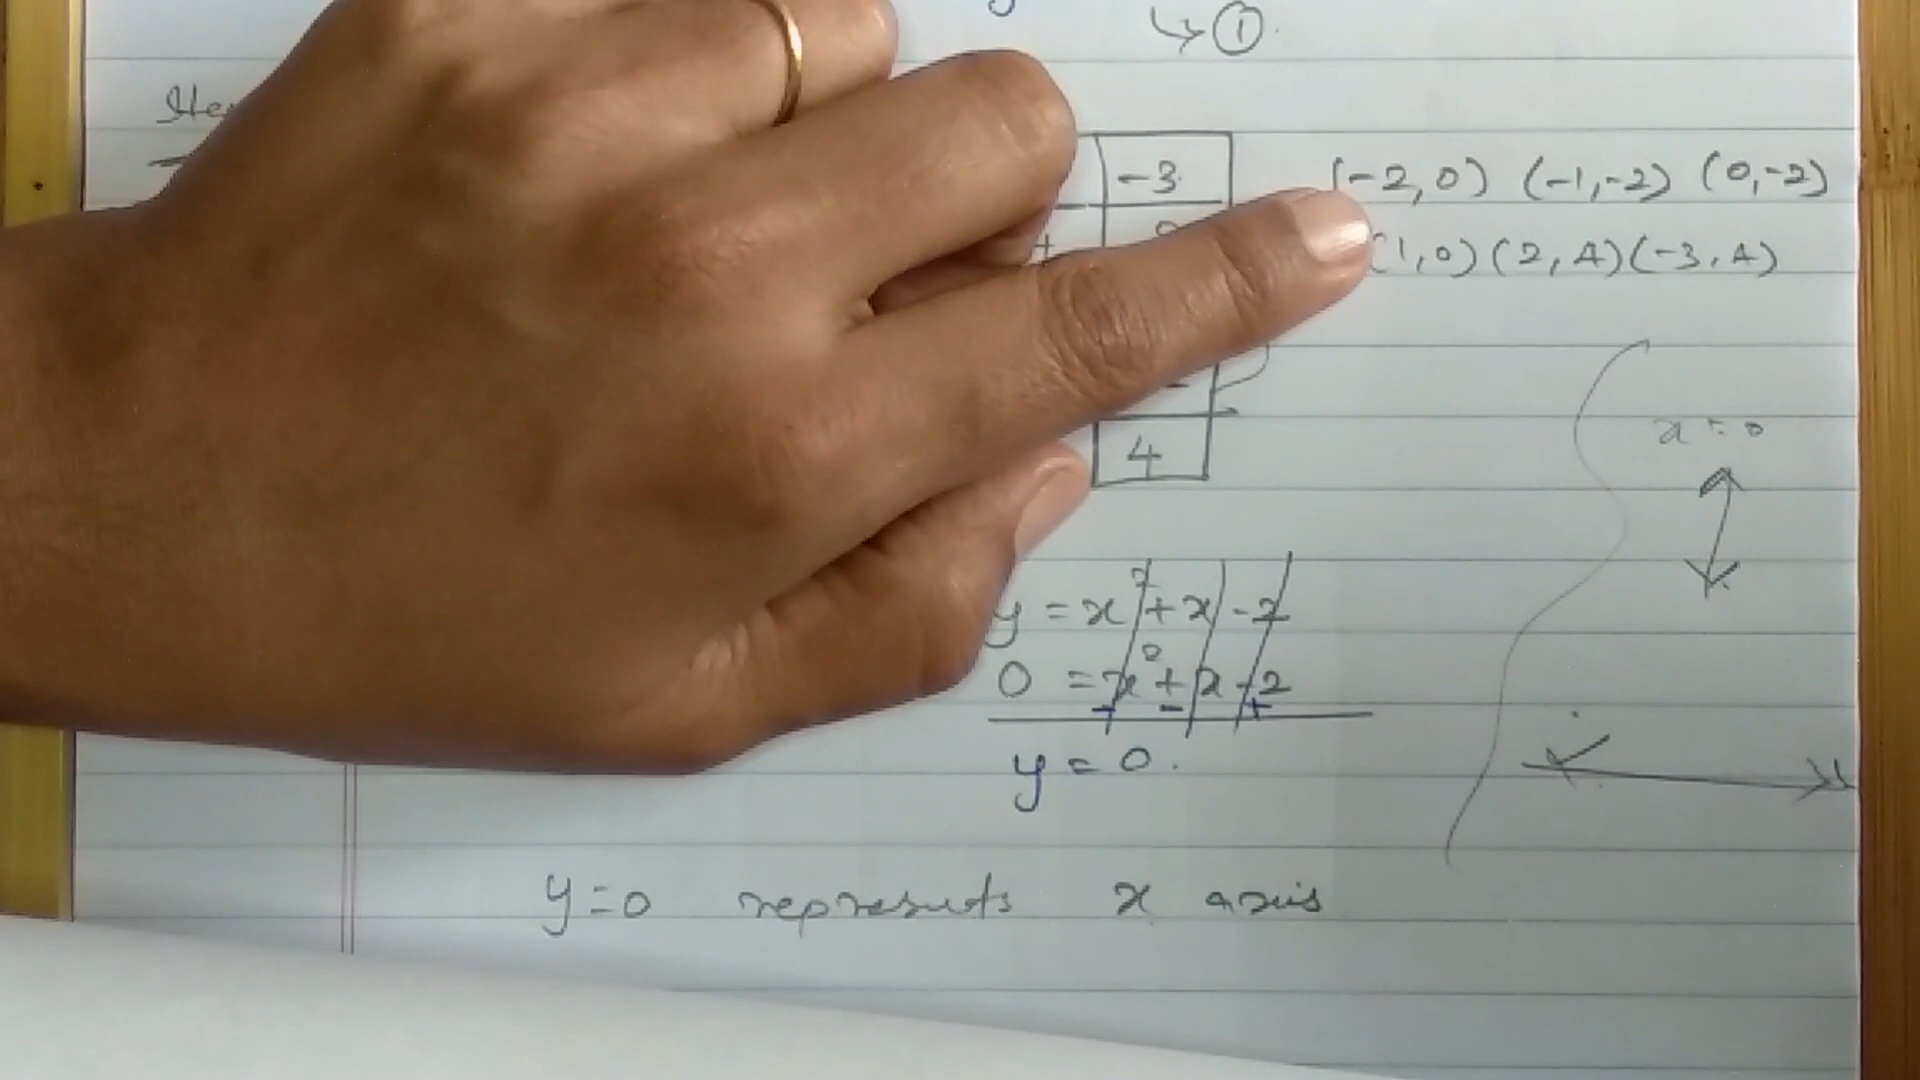 ↳ ①
-3
(-2,0) (-1,-2) (0,-2)
(1,0) (2,4) (-3,4)
4
x=0
y = x²+x-2
0 = x²+x-2
- - +
y = 0.
y=0 represents x axis